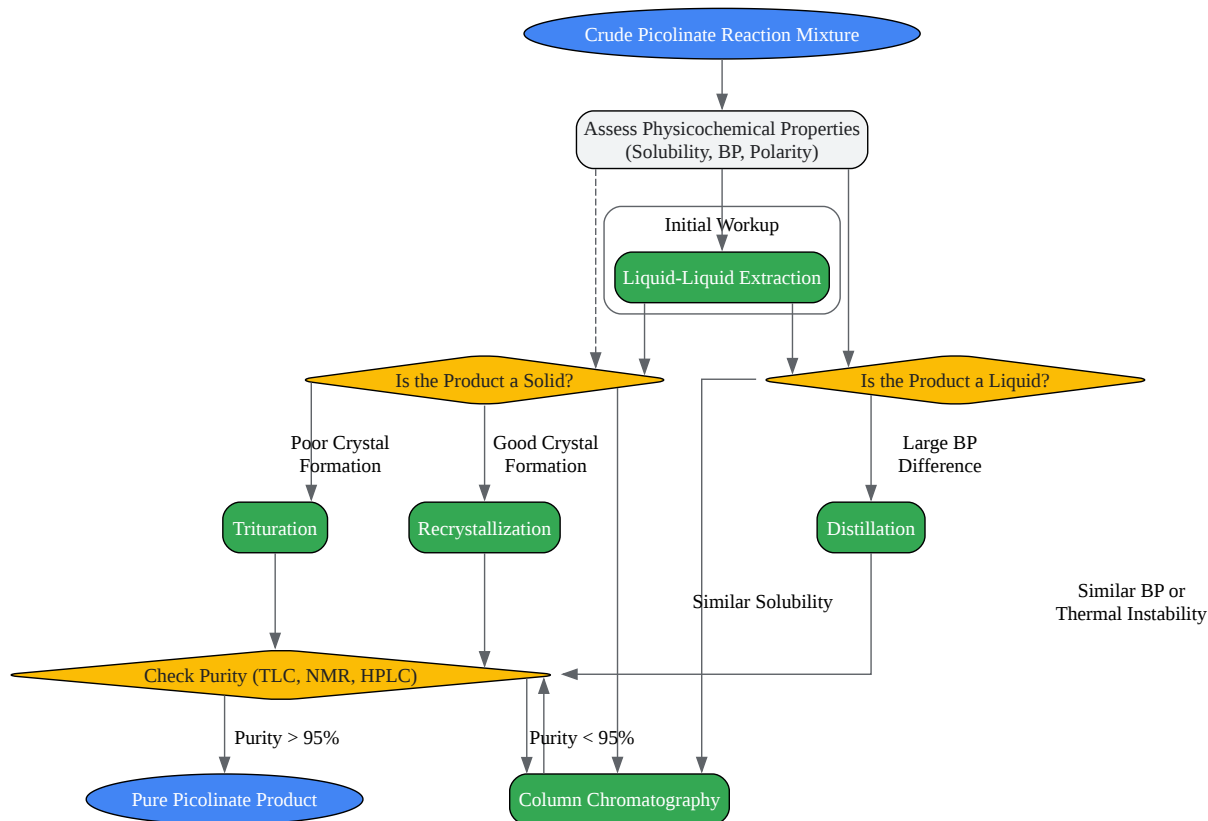 Crude Picolinate Reaction Mixture
Assess Physicochemical Properties
(Solubility, BP, Polarity)
Initial Workup
Liquid-Liquid Extraction
Is the Product a Solid?
Is the Product a Liquid?
Poor Crystal
Formation
Good Crystal
Formation
Large BP
Difference
Trituration
Recrystallization
Distillation
Similar Solubility
Similar BP or
Thermal Instability
Check Purity (TLC, NMR, HPLC)
Purity > 95%
Purity < 95%
Pure Picolinate Product
Column Chromatography